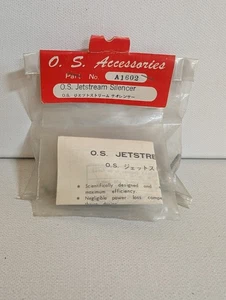 O. S. Accessories
Part No. A1602
O.S. Jetstream Silencer
O.S. ジェットストリームサイレンサー
O.S. JETSTRE
O.S. ジェットス
● Scientifically designed and
maximum efficiency.
● Negligible power loss